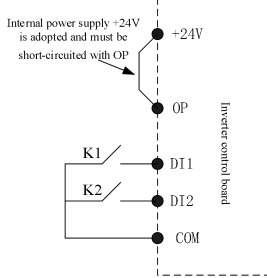 Internal power supply +24V
is adopted and must be
short-circuited with OP
+24V
OP
Inverter control board
K1
DI1
K2
DI2
COM